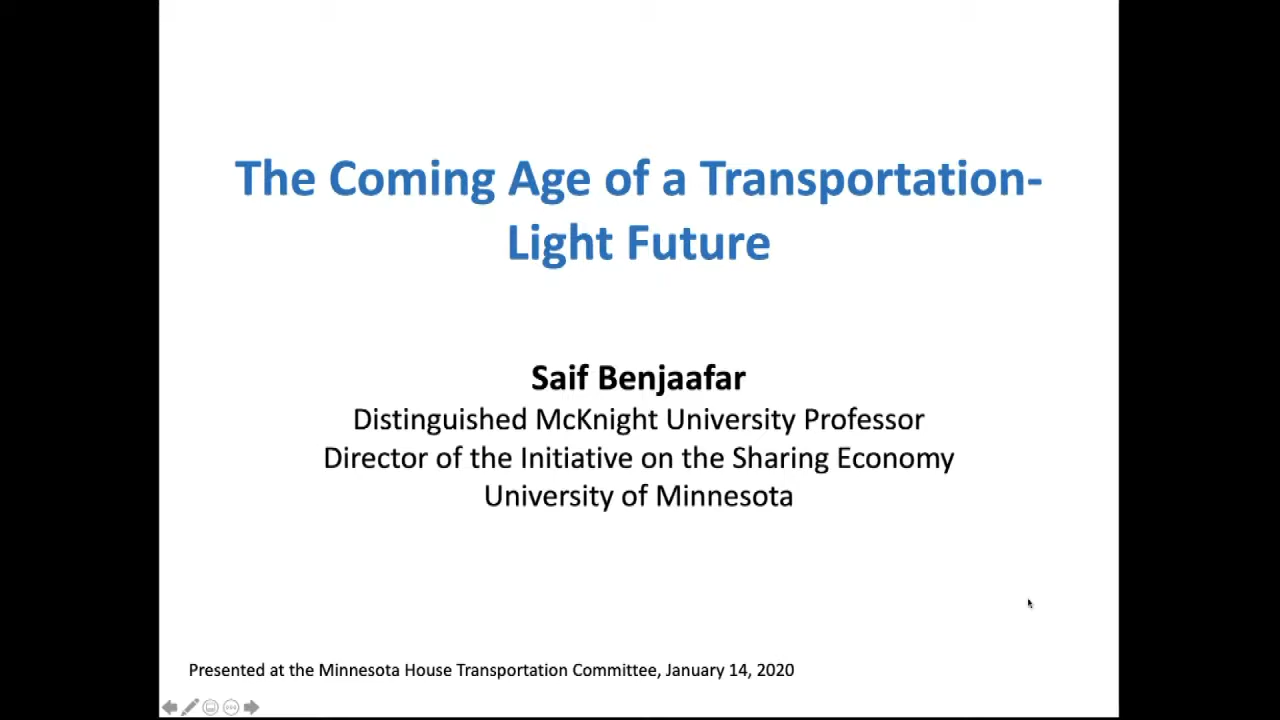 The Coming Age of a Transportation-
Light Future
Saif Benjaafar
Distinguished McKnight University Professor
Director of the Initiative on the Sharing Economy
University of Minnesota
Presented at the Minnesota House Transportation Committee, January 14, 2020